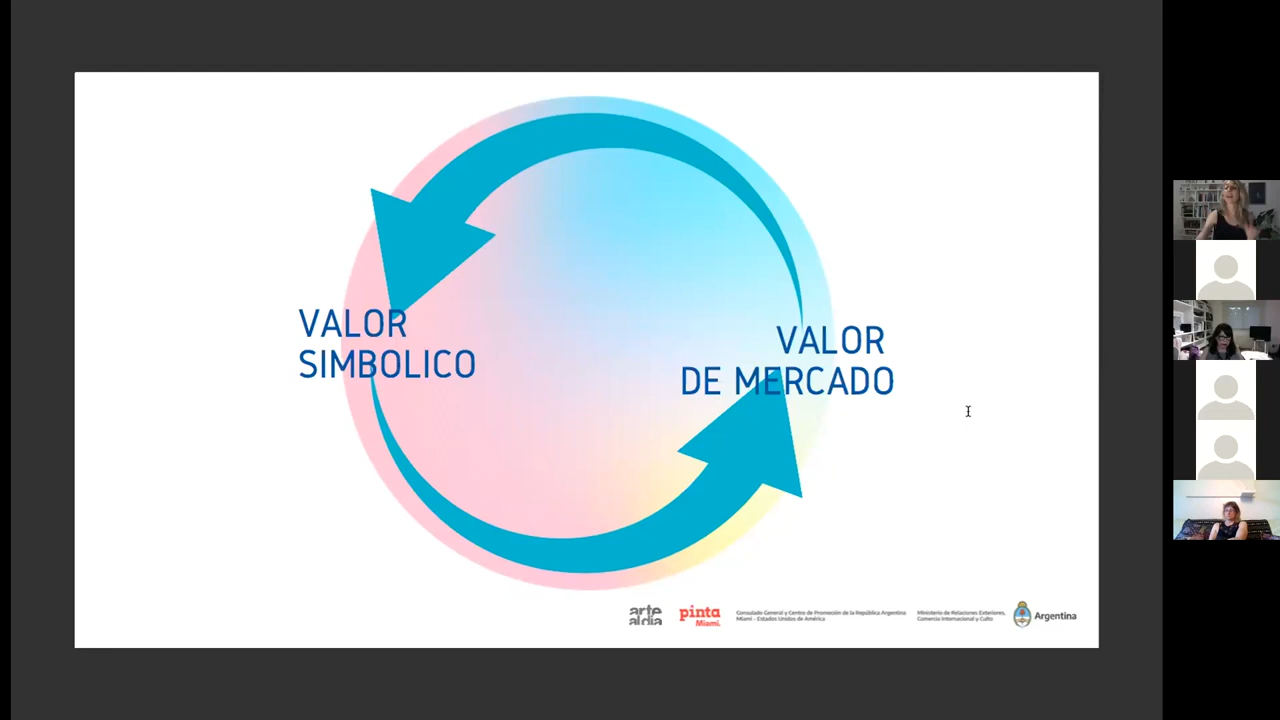 VALOR
SIMBOLICO
VALOR
DE MERCADO
arte
al día
pinta
Miami.
Consulado General y Centro de Promoción de la República Argentina
Miami - Estados Unidos de América
Ministerio de Relaciones Exteriores,
Comercio Internacional y Culto
Argentina